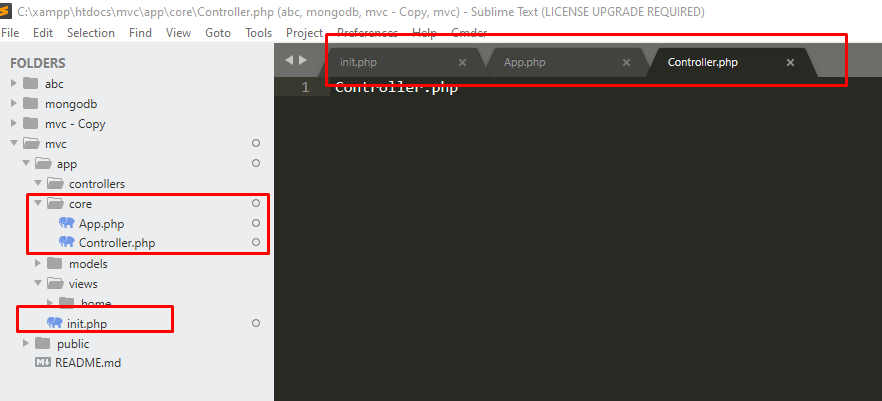 C:\xampp\htdocs\mvc\app\core\Controller.php (abc, mongodb, mvc - Copy, mvc) - Sublime Text (LICENSE UPGRADE REQUIRED)
File Edit Selection Find View Goto Tools Project Preferences Help Cmder
FOLDERS
abc
mongodb
mvc - Copy
mvc
app
controllers
core
App.php
Controller.php
models
views
home
init.php
public
README.md
init.php App.php Controller.php
1 Controller.php